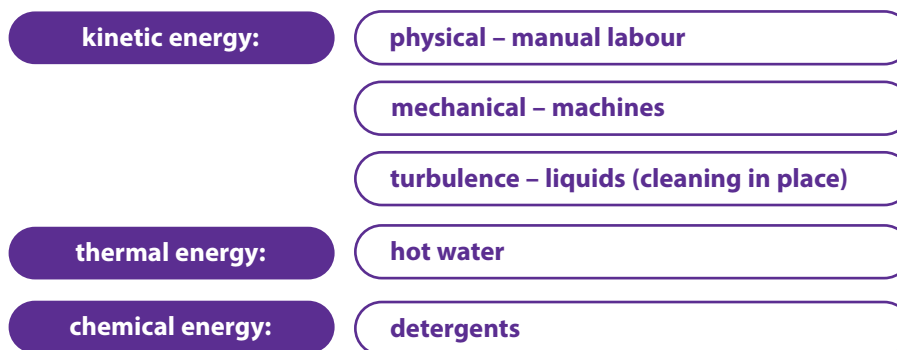 kinetic energy: physical – manual labour
mechanical – machines
turbulence – liquids (cleaning in place)
thermal energy: hot water
chemical energy: detergents